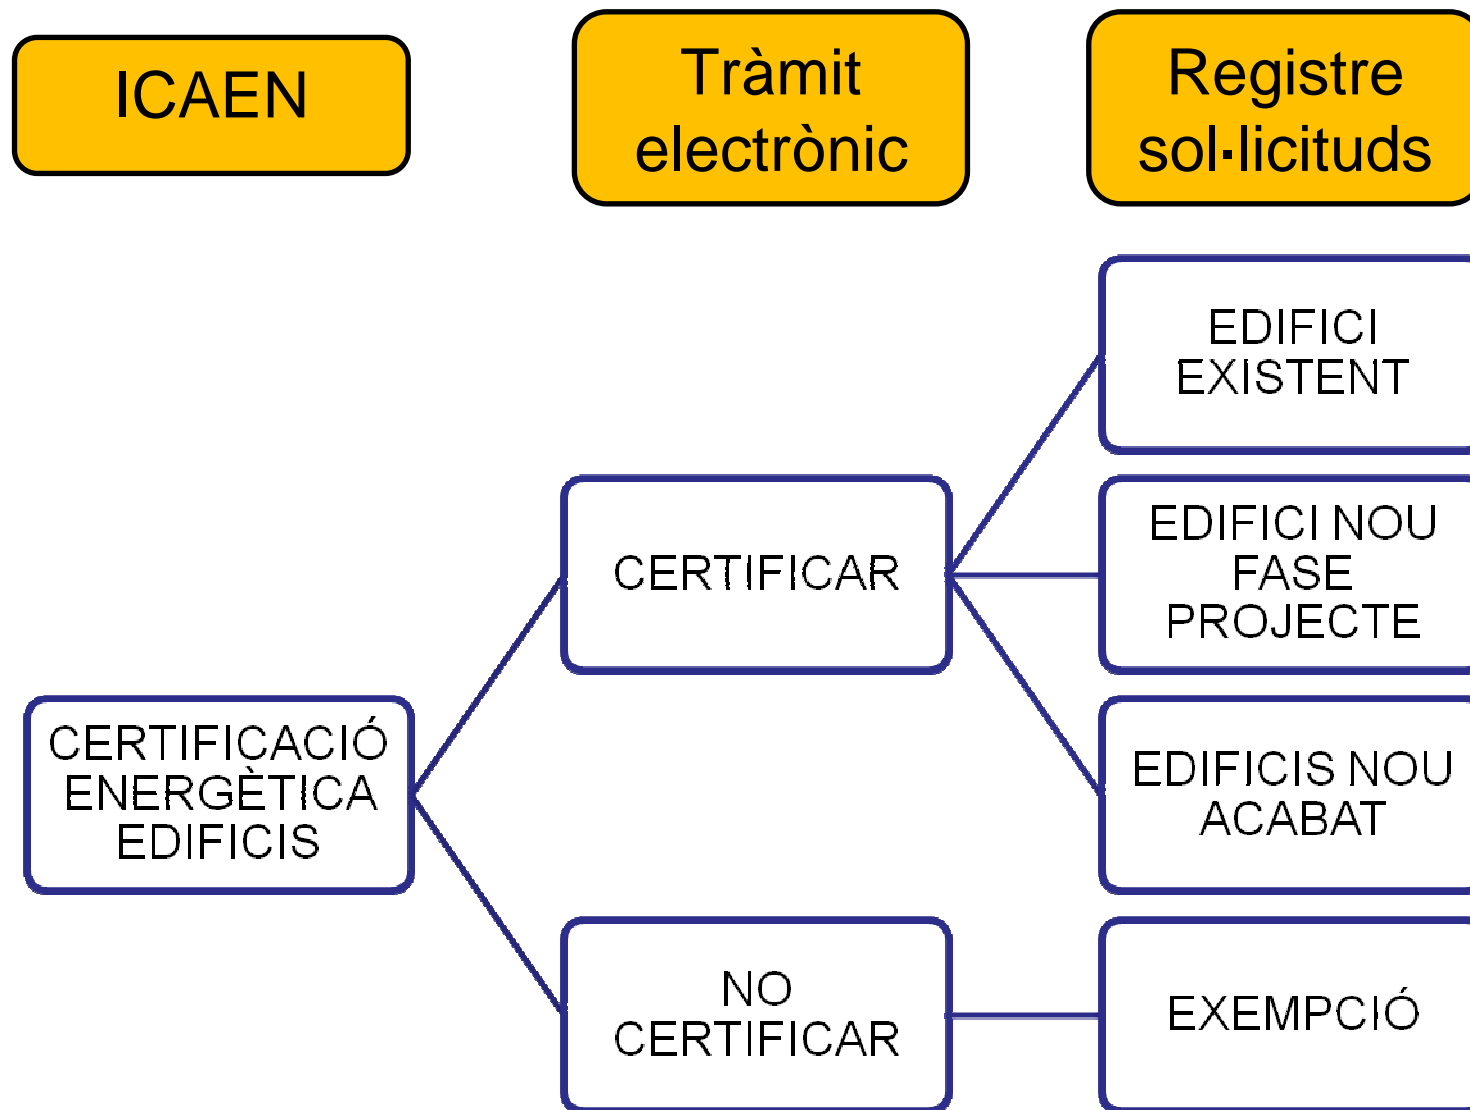 ICAEN
Tràmit
electrònic
Registre
sol·licituds
EDIFICI
EXISTENT
CERTIFICAR
EDIFICI NOU
FASE
PROJECTE
CERTIFICACIÓ
ENERGÈTICA
EDIFICIS
EDIFICIS NOU
ACABAT
NO
CERTIFICAR
EXEMPCIÓ